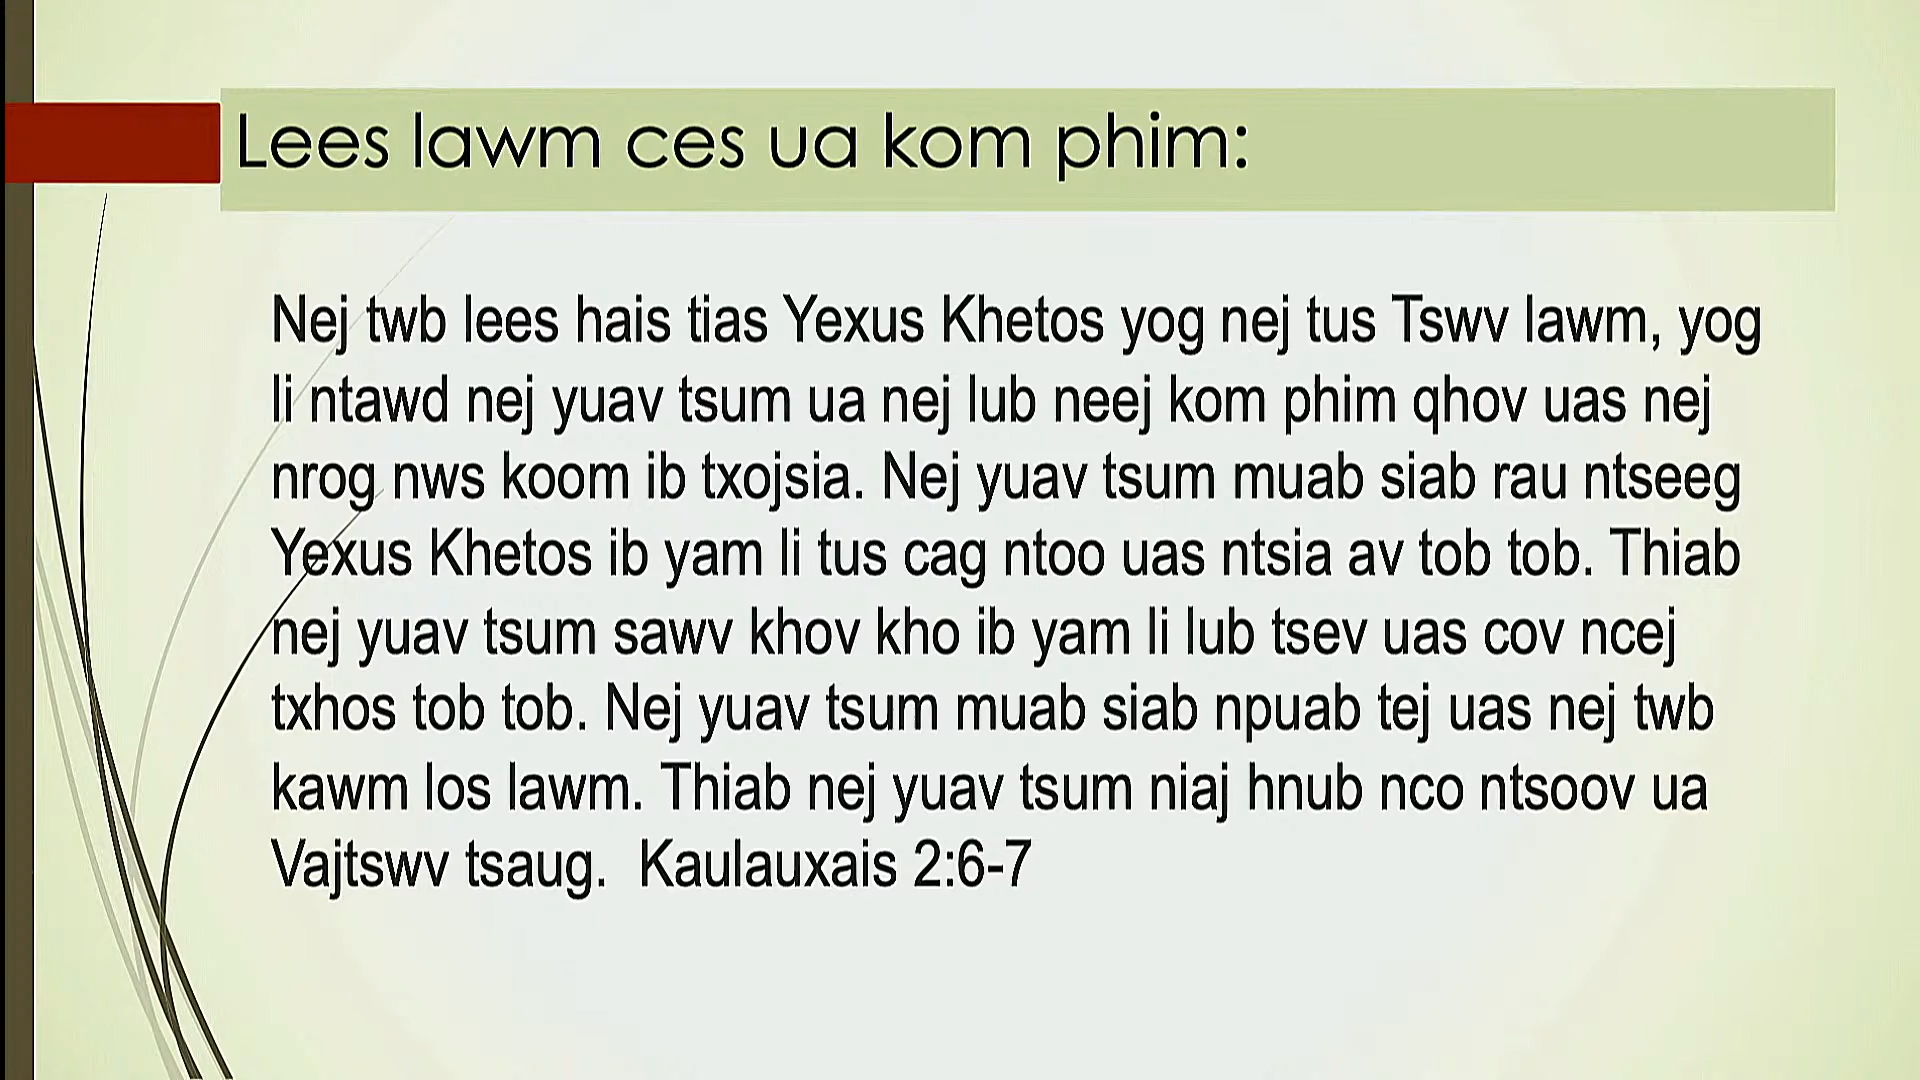 Lees lawm ces ua kom phim:
Nej twb lees hais tias Yexus Khetos yog nej tus Tswv lawm, yog
li ntawd nej yuav tsum ua nej lub neej kom phim qhov uas nej
nrog nws koom ib txojsia. Nej yuav tsum muab siab rau ntseeg
Yexus Khetos ib yam li tus cag ntoo uas ntsia av tob tob. Thiab
nej yuav tsum sawv khov kho ib yam li lub tsev uas cov ncej
txhos tob tob. Nej yuav tsum muab siab npuab tej uas nej twb
kawm los lawm. Thiab nej yuav tsum niaj hnub nco ntsoov ua
Vajtswv tsaug.  Kaulauxais 2:6-7